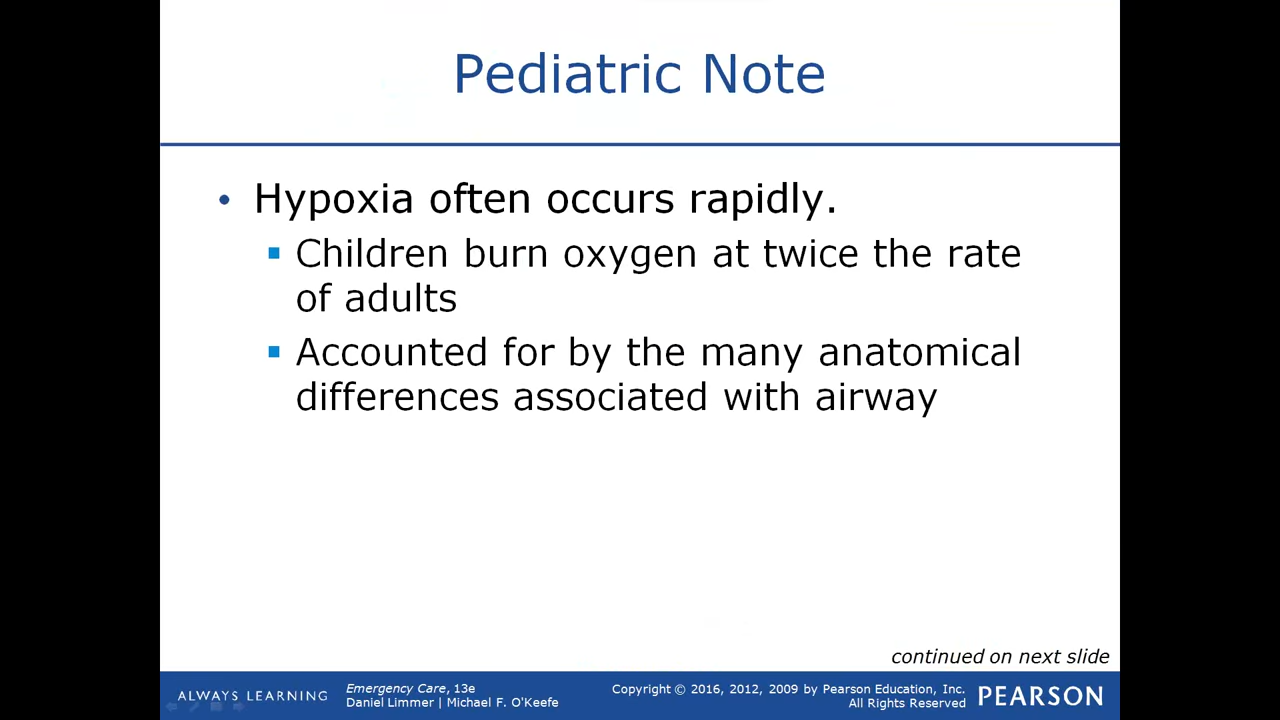 Pediatric Note
• Hypoxia often occurs rapidly.
▪ Children burn oxygen at twice the rate
of adults
▪ Accounted for by the many anatomical
differences associated with airway
continued on next slide
ALWAYS LEARNING
Emergency Care, 13e
Daniel Limmer | Michael F. O'Keefe
Copyright © 2016, 2012, 2009 by Pearson Education, Inc.
All Rights Reserved
PEARSON